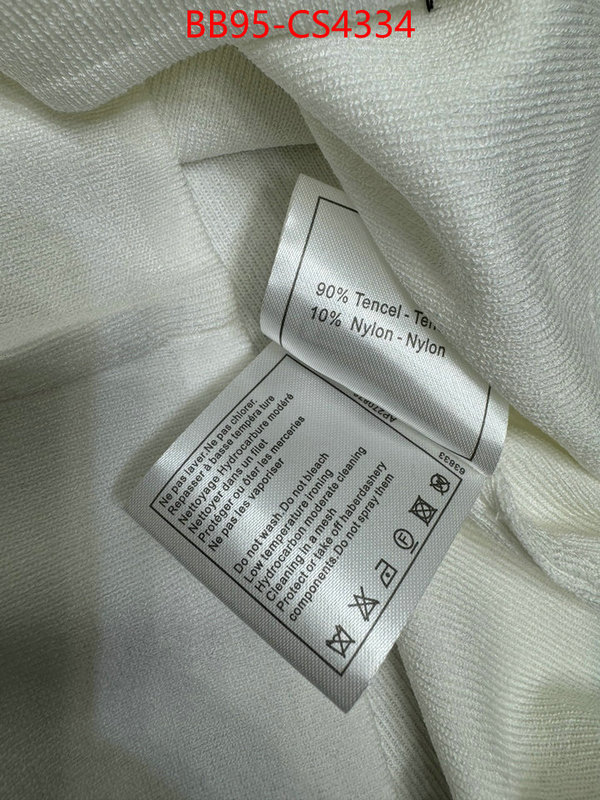 BB95-CS4334
90% Tencel - Ten
10% Nylon - Nylon
63833
Ne pas laver.Ne pas chlorer.
Repasser à basse température
Nettoyage Hydrocarbure modéré
Nettoyer dans un filet
Protéger ou ôter les merceries
Ne pas les vaporiser
Do not wash.Do not bleach
Low temperature ironing
Hydrocarbon moderate cleaning
Cleaning in a mesh
Protect or take off haberdashery
components.Do not spray them